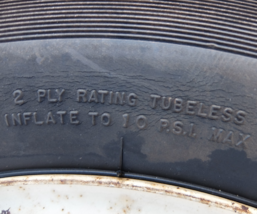 2 PLY RATING TUBELESS
INFLATE TO 10 P.S.I. MAX